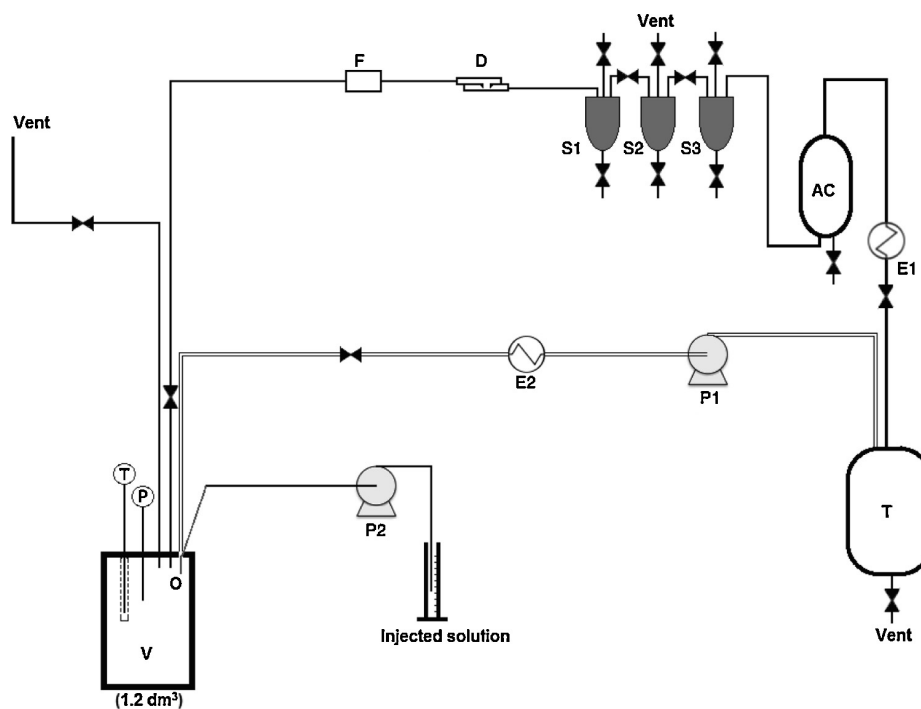 Vent
F
D
Vent
S1
S2
S3
AC
E1
E2
P1
T
P
P2
T
O
V
Injected solution
Vent
(1.2 dm³)